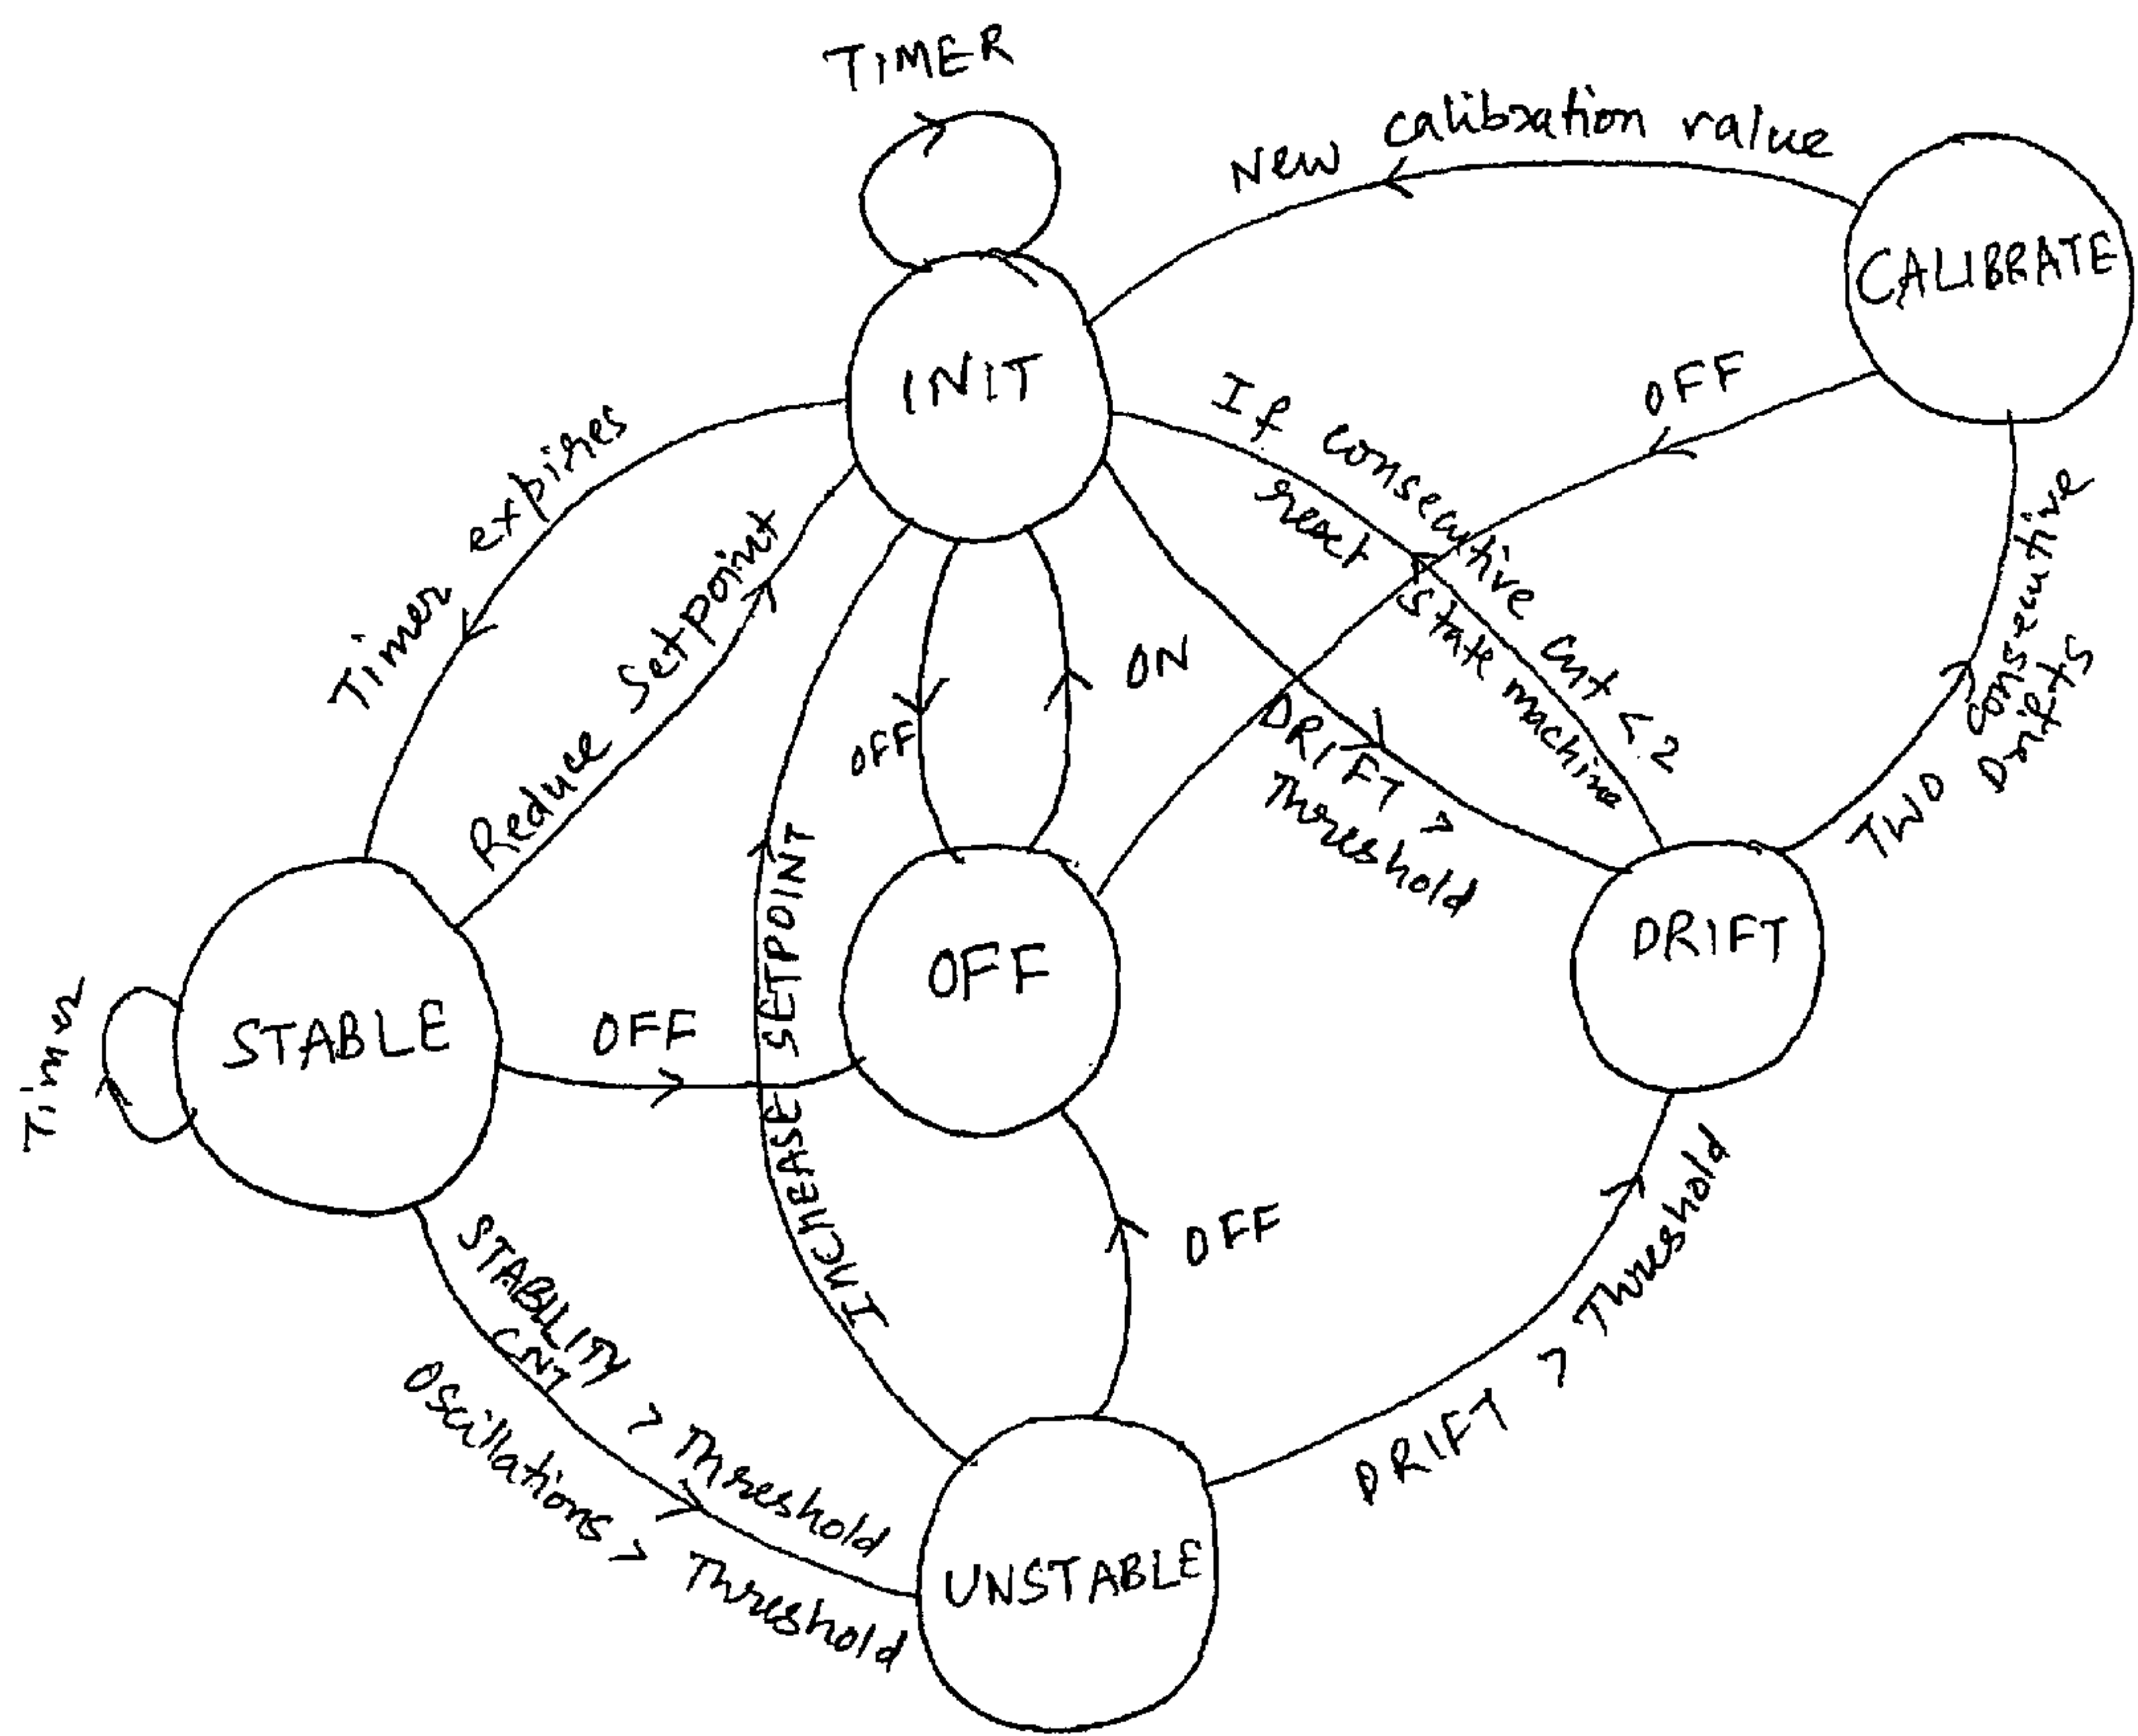 TIMER
New calibration value
CALIBRATE
INIT
OFF
If consecutive cnt < 2
reset state machine
Timer expires
Reduce Setpoint
OFF
ON
DRIFT >
Threshold
TWO consecutive
Drifts
INCREASE SETPOINT
OFF
DRIFT
Timer
STABLE
OFF
OFF
STABILITY > Threshold
CNT
Oscillations > Threshold
DRIFT > Threshold
UNSTABLE